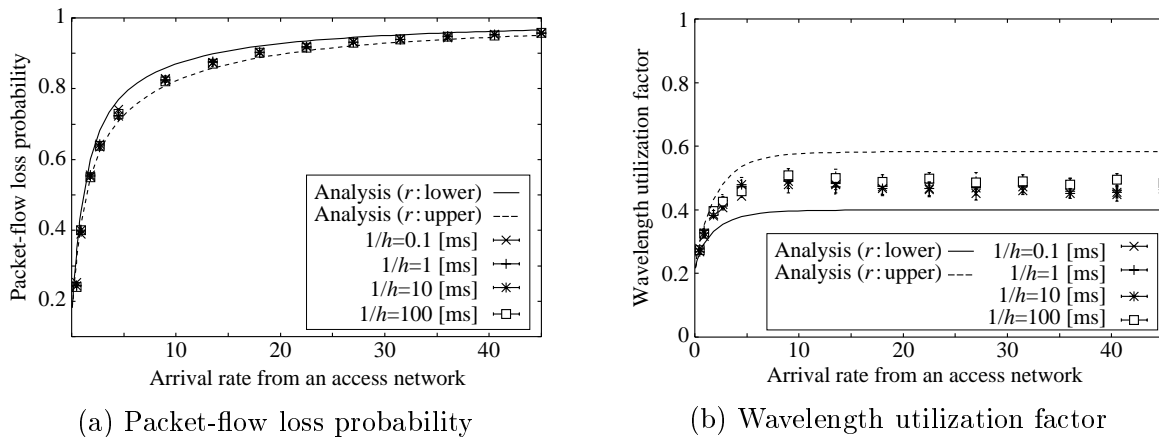 1
0.8
0.6
0.4
0.2
Packet-flow loss probability
Analysis (r:lower)
Analysis (r:upper)
1/h=0.1 [ms]
1/h=1 [ms]
1/h=10 [ms]
1/h=100 [ms]
10
20
30
40
Arrival rate from an access network
(a) Packet-flow loss probability
1
0.8
0.6
0.4
0.2
0
Wavelength utilization factor
Analysis (r:lower)
Analysis (r:upper)
1/h=0.1 [ms]
1/h=1 [ms]
1/h=10 [ms]
1/h=100 [ms]
0
10
20
30
40
Arrival rate from an access network
(b) Wavelength utilization factor